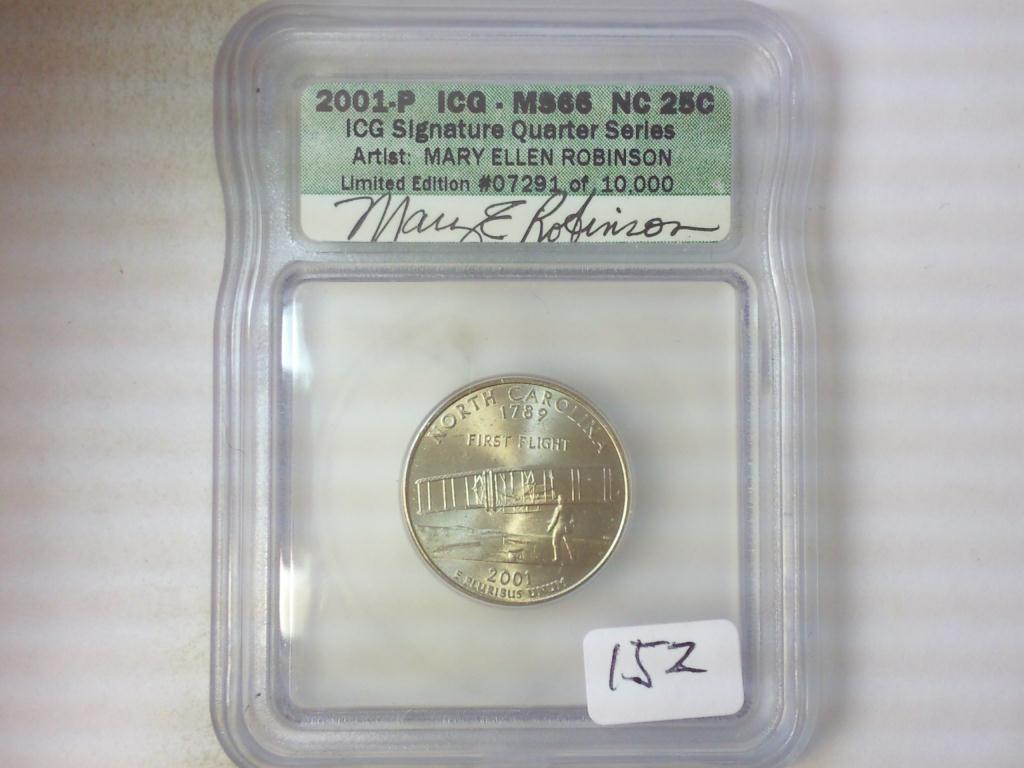 2001-P ICG - MS66 NC 25C
ICG Signature Quarter Series
Artist: MARY ELLEN ROBINSON
Limited Edition #07291 of 10,000
Mary E Robinson
NORTH CAROLINA
1789
FIRST FLIGHT
2001
E PLURIBUS UNUM
152